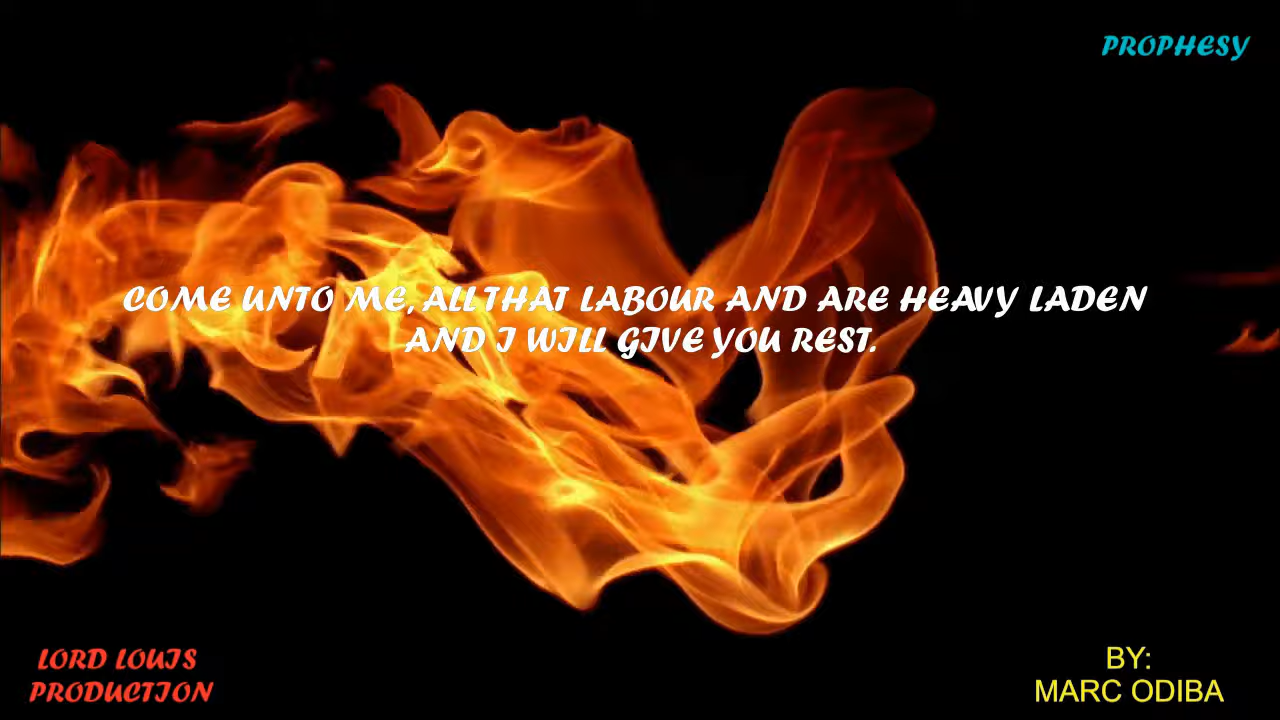 PROPHESY
COME UNTO ME, ALL THAT LABOUR AND ARE HEAVY LADEN
AND I WILL GIVE YOU REST.
LORD LOUIS
PRODUCTION
BY:
MARC ODIBA